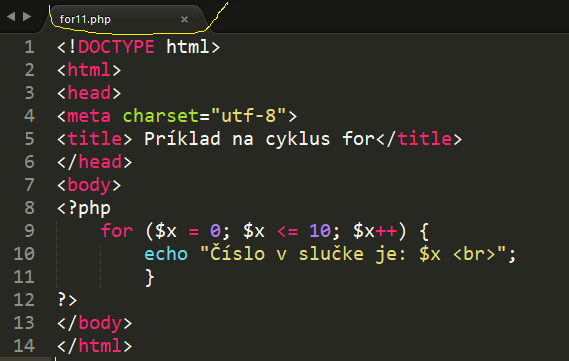 for11.php ×
1 <!DOCTYPE html>
2 <html>
3 <head>
4 <meta charset="utf-8">
5 <title> Príklad na cyklus for</title>
6 </head>
7 <body>
8 <?php
9     for ($x = 0; $x <= 10; $x++) {
10         echo "Číslo v slučke je: $x <br>";
11         }
12 ?>
13 </body>
14 </html>